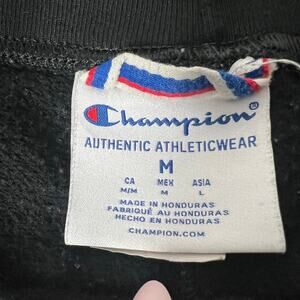 Champion®
AUTHENTIC ATHLETICWEAR
M
CA MEX ASIA
M/M M L
MADE IN HONDURAS
FABRIQUÉ AU HONDURAS
HECHO EN HONDURAS
CHAMPION.COM